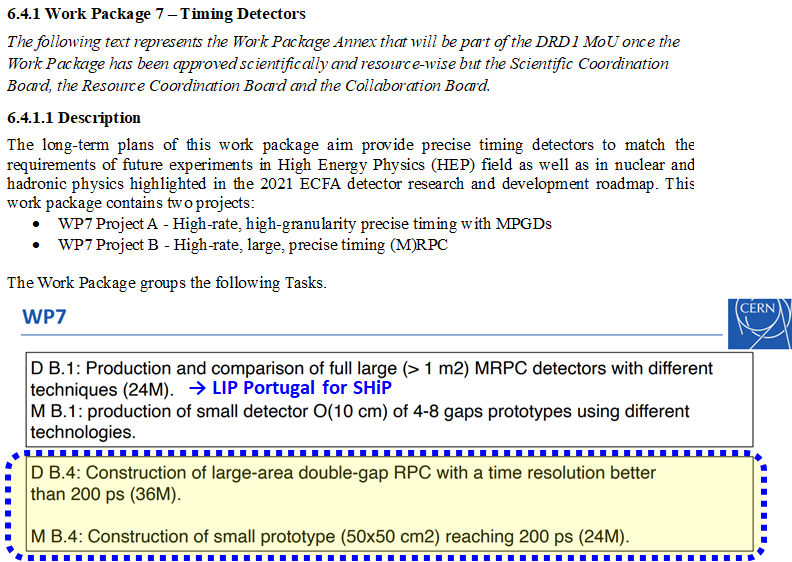 6.4.1 Work Package 7 – Timing Detectors
The following text represents the Work Package Annex that will be part of the DRD1 MoU once the
Work Package has been approved scientifically and resource-wise but the Scientific Coordination
Board, the Resource Coordination Board and the Collaboration Board.
6.4.1.1 Description
The long-term plans of this work package aim provide precise timing detectors to match the
requirements of future experiments in High Energy Physics (HEP) field as well as in nuclear and
hadronic physics highlighted in the 2021 ECFA detector research and development roadmap. This
work package contains two projects:
• WP7 Project A - High-rate, high-granularity precise timing with MPGDs
• WP7 Project B - High-rate, large, precise timing (M)RPC
The Work Package groups the following Tasks.
WP7
CERN
D B.1: Production and comparison of full large (> 1 m2) MRPC detectors with different
techniques (24M). → LIP Portugal for SHiP
M B.1: production of small detector O(10 cm) of 4-8 gaps prototypes using different
technologies.
D B.4: Construction of large-area double-gap RPC with a time resolution better
than 200 ps (36M).
M B.4: Construction of small prototype (50x50 cm2) reaching 200 ps (24M).